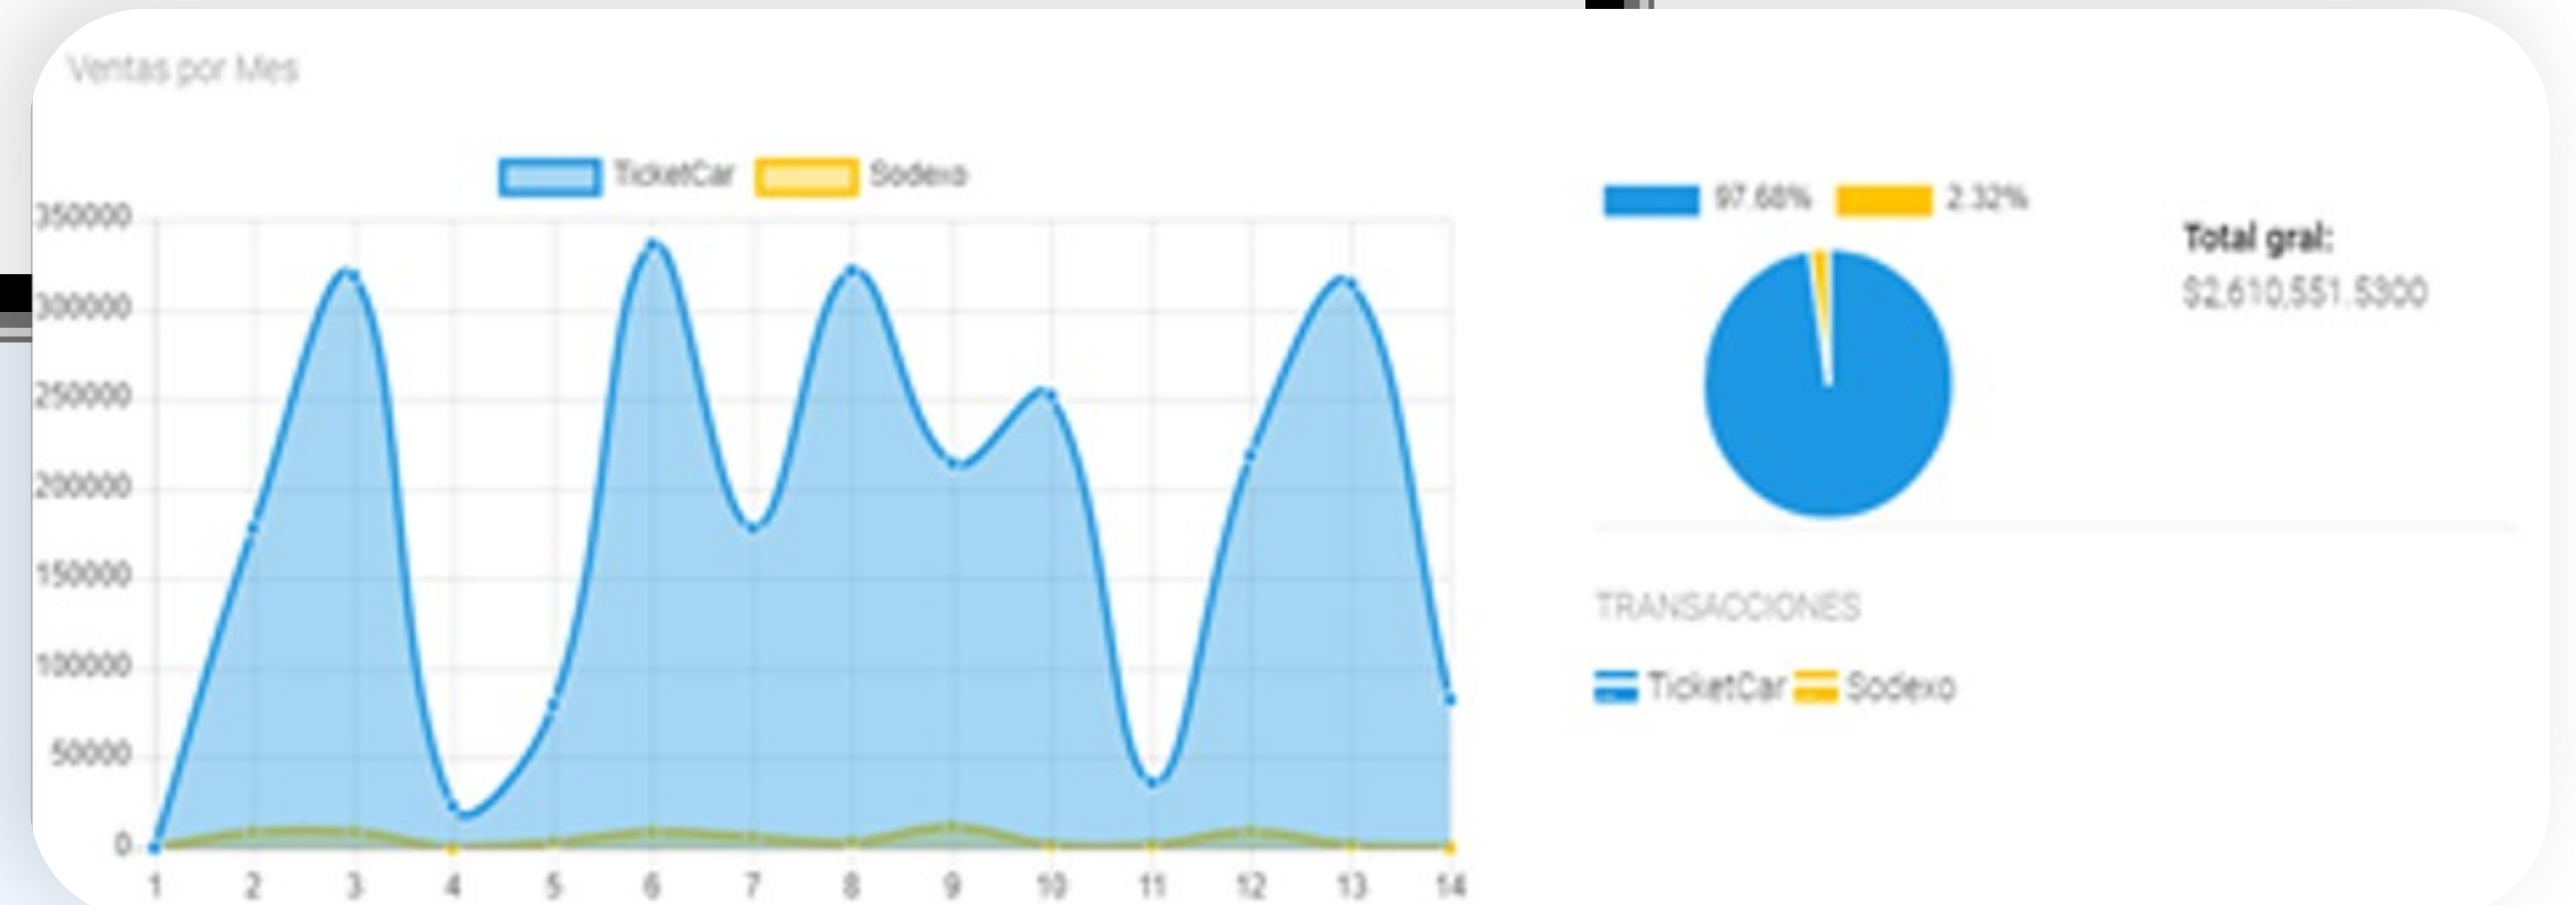 Ventas por Mes
TicketCar Sodexo
350000
300000
250000
200000
150000
100000
50000
0
1 2 3 4 5 6 7 8 9 10 11 12 13 14
97.68% 2.32%
Total gral:
$2,610,551.5300
TRANSACCIONES
TicketCar Sodexo